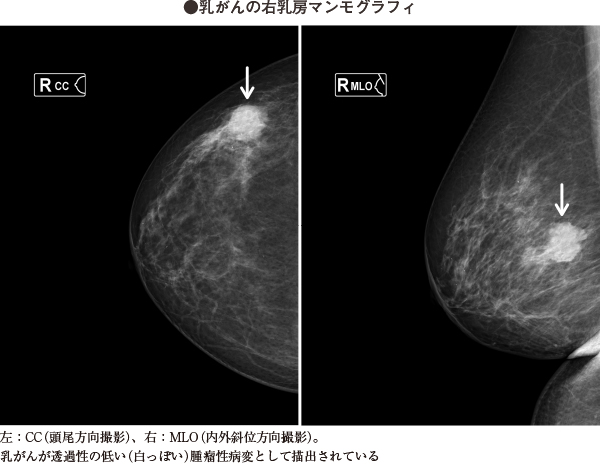 ●乳がんの右乳房マンモグラフィ
R CC
R MLO
左：CC（頭尾方向撮影）、右：MLO（内外斜位方向撮影）。
乳がんが透過性の低い（白っぽい）腫瘤性病変として描出されている